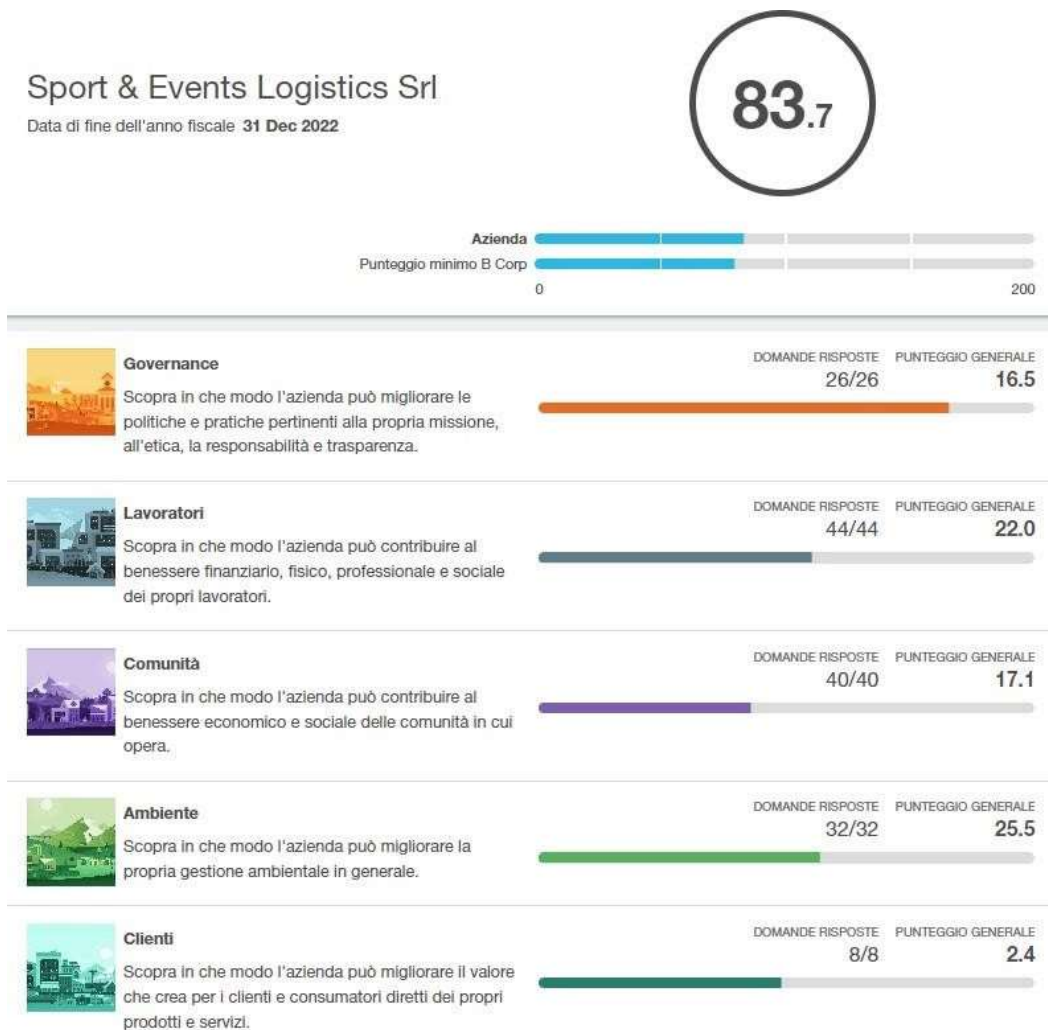 Sport & Events Logistics Srl
Data di fine dell'anno fiscale 31 Dec 2022
83.7
Azienda
Punteggio minimo B Corp
0 200
Governance
Scopra in che modo l'azienda può migliorare le
politiche e pratiche pertinenti alla propria missione,
all'etica, la responsabilità e trasparenza.
DOMANDE RISPOSTE PUNTEGGIO GENERALE
26/26 16.5
Lavoratori
Scopra in che modo l'azienda può contribuire al
benessere finanziario, fisico, professionale e sociale
dei propri lavoratori.
DOMANDE RISPOSTE PUNTEGGIO GENERALE
44/44 22.0
Comunità
Scopra in che modo l'azienda può contribuire al
benessere economico e sociale delle comunità in cui
opera.
DOMANDE RISPOSTE PUNTEGGIO GENERALE
40/40 17.1
Ambiente
Scopra in che modo l'azienda può migliorare la
propria gestione ambientale in generale.
DOMANDE RISPOSTE PUNTEGGIO GENERALE
32/32 25.5
Clienti
Scopra in che modo l'azienda può migliorare il valore
che crea per i clienti e consumatori diretti dei propri
prodotti e servizi.
DOMANDE RISPOSTE PUNTEGGIO GENERALE
8/8 2.4